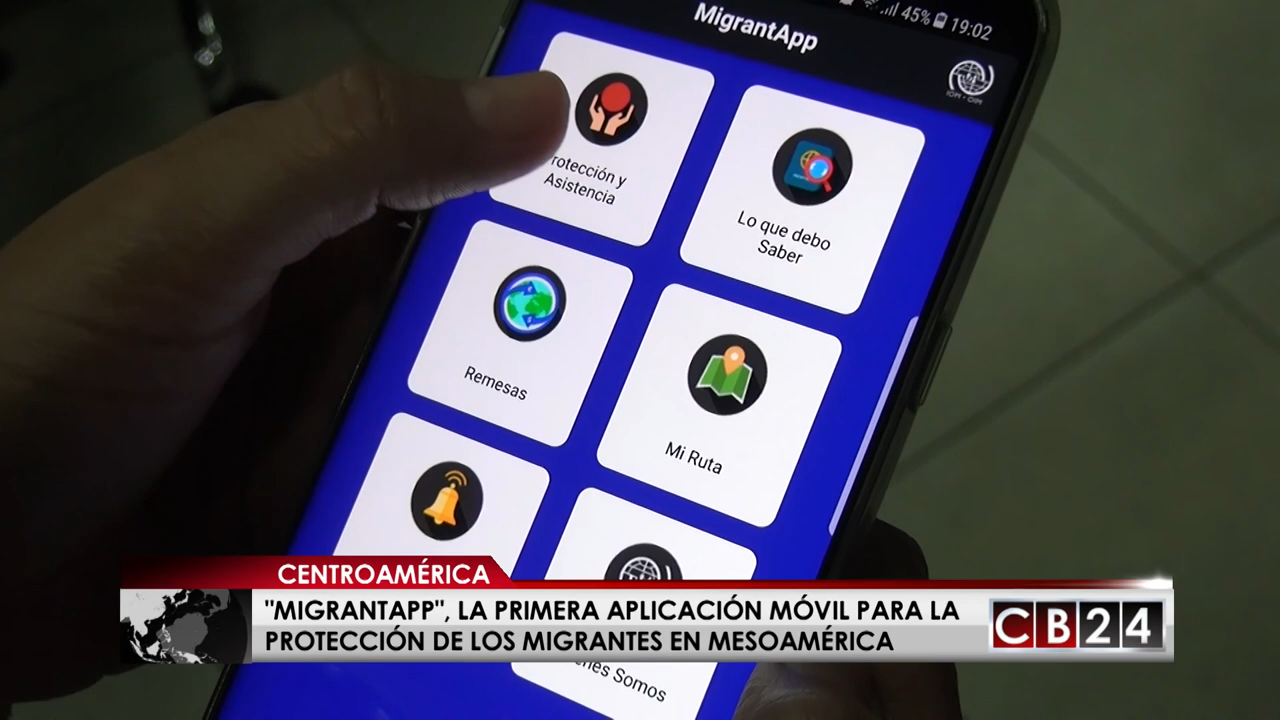 45% 19:02
MigrantApp
IOM • OIM
rotección y
Asistencia
Lo que debo
Saber
Remesas
Mi Ruta
CENTROAMÉRICA
"MIGRANTAPP", LA PRIMERA APLICACIÓN MÓVIL PARA LA
PROTECCIÓN DE LOS MIGRANTES EN MESOAMÉRICA
CB24
enes Somos